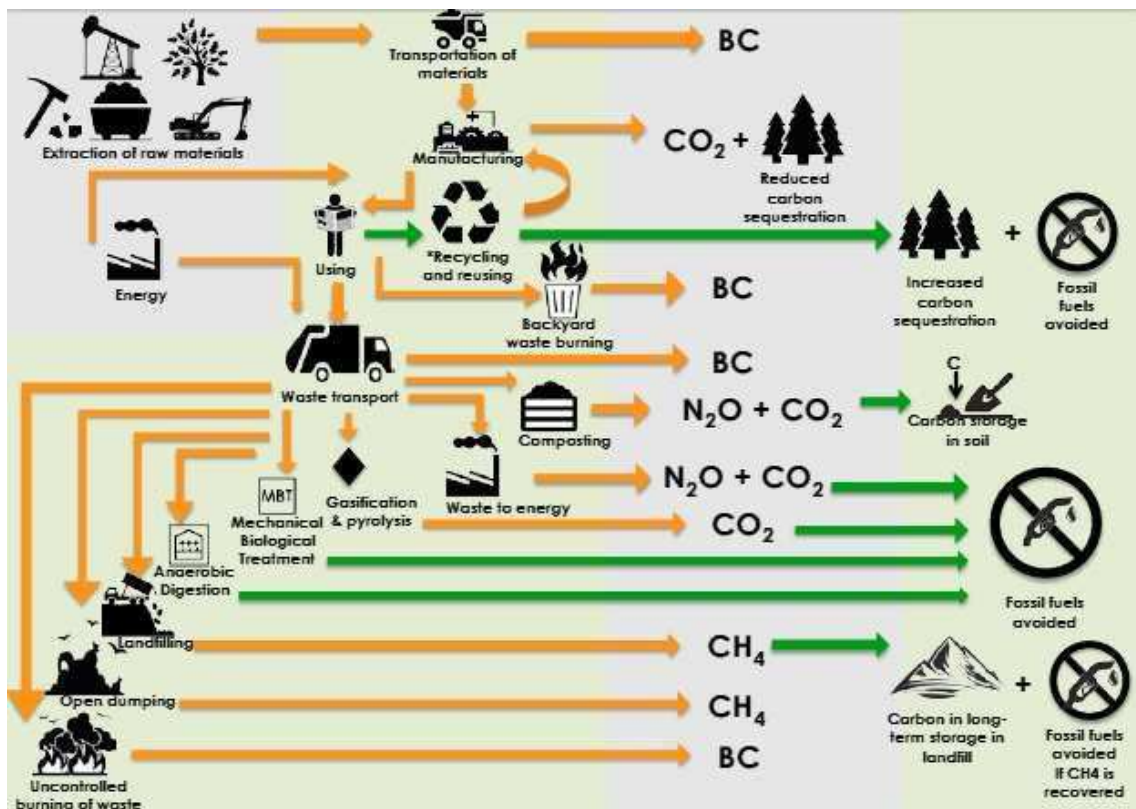 BC
Transportation of
materials
Extraction of raw materials
Manufacturing
CO₂ +
Reduced
carbon
sequestration
Using
*Recycling
and reusing
Increased
carbon
sequestration
+
Fossil
fuels
avoided
Energy
Backyard
waste burning
BC
BC
Waste transport
Composting
N₂O + CO₂
C
Carbon storage
in soil
MBT
Mechanical
Biological
Treatment
Gasification
& pyrolysis
Waste to energy
N₂O + CO₂
CO₂
Fossil fuels
avoided
Anaerobic
Digestion
Landfilling
CH₄
Carbon in long-
term storage in
landfill
+
Fossil fuels
avoided
If CH4 is
recovered
Open dumping
CH₄
Uncontrolled
burning of waste
BC